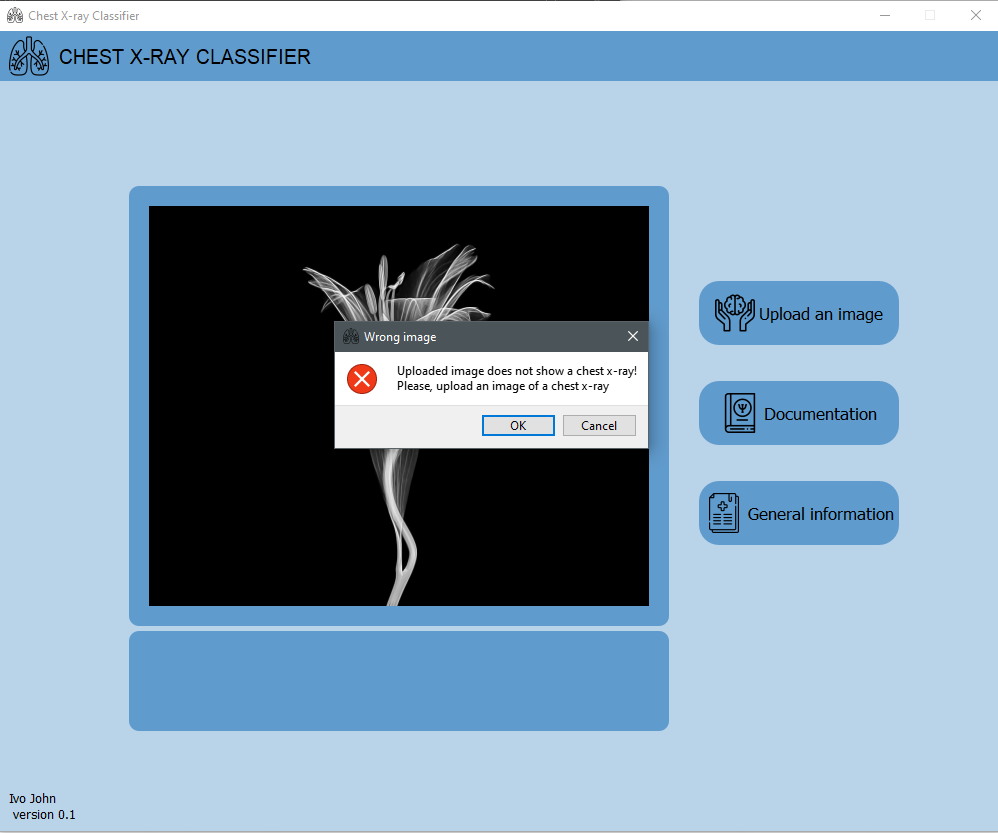 Chest X-ray Classifier
CHEST X-RAY CLASSIFIER
Wrong image
Uploaded image does not show a chest x-ray!
Please, upload an image of a chest x-ray
OK
Cancel
Upload an image
Documentation
General information
Ivo John
version 0.1